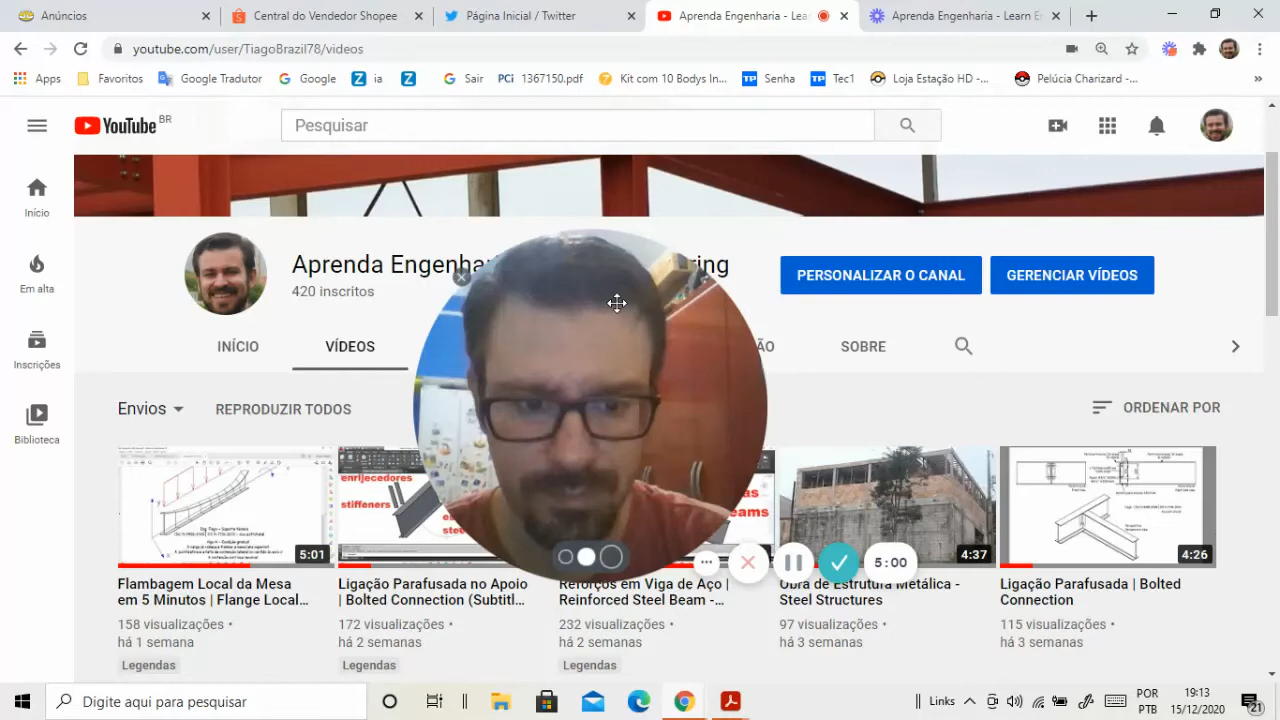 Anúncios
Central do Vendedor Shopee
Página Inicial / Twitter
Aprenda Engenharia - Lea
Aprenda Engenharia - Learn E
youtube.com/user/TiagoBrazil78/videos
Apps
Favoritos
Google Tradutor
Google
ia
Sair
1367150.pdf
Kit com 10 Bodys In...
Senha
Tec1
Loja Estação HD -...
Pelúcia Charizard -...
YouTube BR
Pesquisar
Início
Em alta
Inscrições
Biblioteca
Aprenda Engenhar ring
420 inscritos
PERSONALIZAR O CANAL
GERENCIAR VÍDEOS
INÍCIO
VÍDEOS
ÃO
SOBRE
Envios
REPRODUZIR TODOS
ORDENAR POR
enrijecedores
stiffeners
eams
5:01
4:37
4:26
5:00
Flambagem Local da Mesa
em 5 Minutos | Flange Local...
158 visualizações •
há 1 semana
Legendas
Ligação Parafusada no Apoio
| Bolted Connection (Subtitl...
172 visualizações •
há 2 semanas
Legendas
Reforços em Viga de Aço |
Reinforced Steel Beam -...
232 visualizações •
há 2 semanas
Legendas
Obra de Estrutura Metálica -
Steel Structures
97 visualizações •
há 3 semanas
Ligação Parafusada | Bolted
Connection
115 visualizações •
há 3 semanas
Digite aqui para pesquisar
Links
POR
PTB
19:13
15/12/2020
21